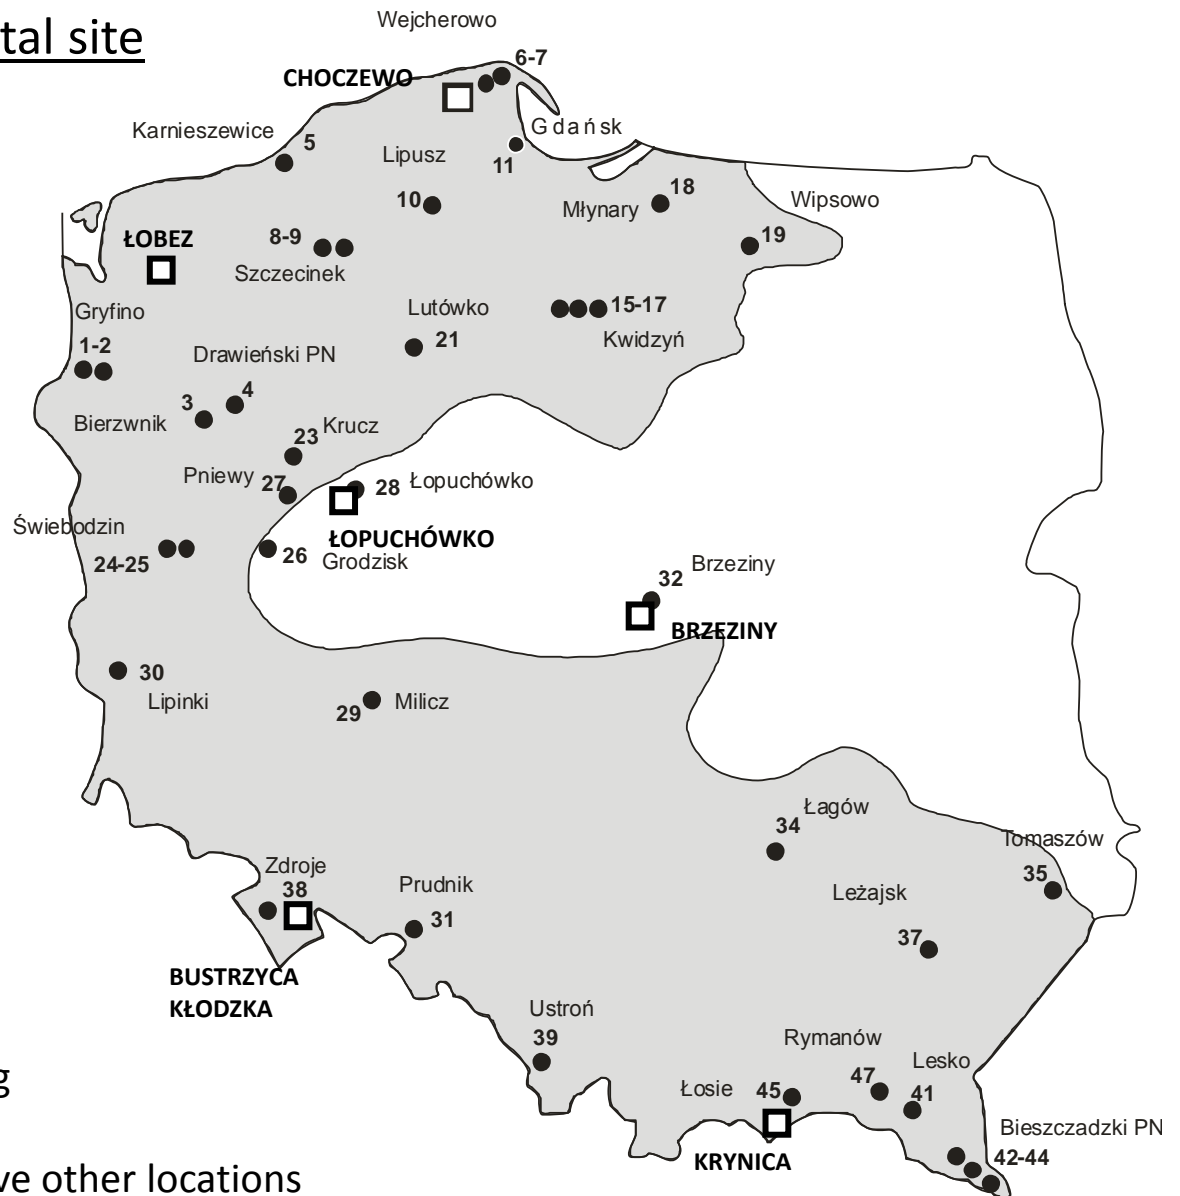 tal site
Wejcherowo
6-7
CHOCZEWO
Gdańsk
Karnieszewice
5
Lipusz
11
10
18
Młynary
Wipsowo
19
ŁOBEZ
8-9
Szczecinek
Gryfino
Lutówko
15-17
1-2
21
Kwidzyń
Drawieński PN
3
4
Bierzwnik
23
Krucz
Pniewy
27
28
Łopuchówko
Świebodzin
ŁOPUCHÓWKO
24-25
26
Grodzisk
Brzeziny
32
BRZEZINY
30
Lipinki
29
Milicz
Łagów
34
Tomaszów
35
Zdroje
38
Prudnik
31
Leżajsk
37
BUSTRZYCA
KŁODZKA
Ustroń
39
Rymanów
47
Lesko
41
Łosie
45
KRYNICA
Bieszczadzki PN
42-44
g
ve other locations